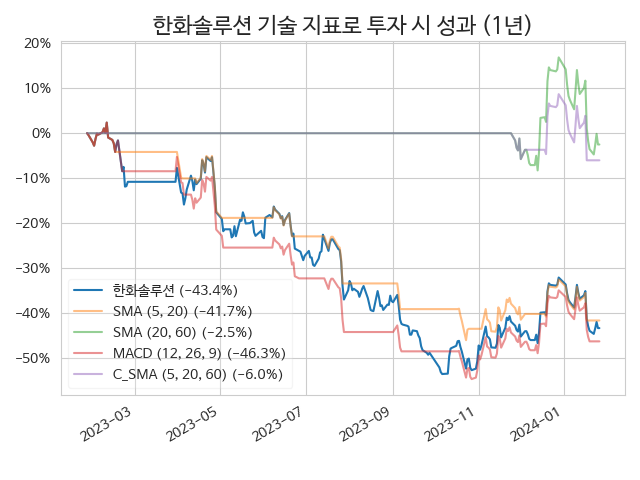 한화솔루션 기술 지표로 투자 시 성과 (1년)
20%
10%
0%
−10%
−20%
−30%
−40%
−50%
한화솔루션 (−43.4%)
SMA (5, 20) (−41.7%)
SMA (20, 60) (−2.5%)
MACD (12, 26, 9) (−46.3%)
C_SMA (5, 20, 60) (−6.0%)
2023−03
2023−05
2023−07
2023−09
2023−11
2024−01